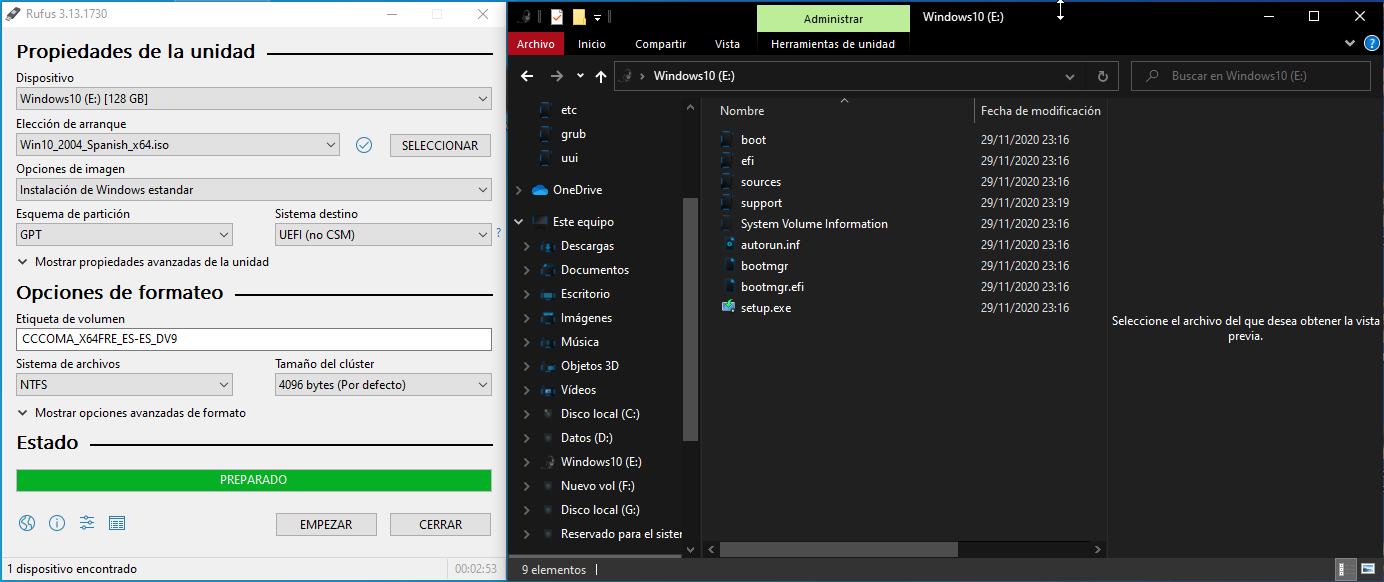 Rufus 3.13.1730
Propiedades de la unidad
Dispositivo
Windows10 (E:) [128 GB]
Elección de arranque
Win10_2004_Spanish_x64.iso
SELECCIONAR
Opciones de imagen
Instalación de Windows estandar
Esquema de partición
Sistema destino
GPT
UEFI (no CSM)
?
Mostrar propiedades avanzadas de la unidad
Opciones de formateo
Etiqueta de volumen
CCCOMA_X64FRE_ES-ES_DV9
Sistema de archivos
Tamaño del clúster
NTFS
4096 bytes (Por defecto)
Mostrar opciones avanzadas de formato
Estado
PREPARADO
EMPEZAR
CERRAR
1 dispositivo encontrado
00:02:53
Administrar
Windows10 (E:)
Archivo
Inicio
Compartir
Vista
Herramientas de unidad
?
Windows10 (E:)
Buscar en Windows10 (E:)
etc
grub
uui
OneDrive
Este equipo
Descargas
Documentos
Escritorio
Imágenes
Música
Objetos 3D
Vídeos
Disco local (C:)
Datos (D:)
Windows10 (E:)
Nuevo vol (F:)
Disco local (G:)
Reservado para el sister
Nombre
Fecha de modificación
boot 29/11/2020 23:16
efi 29/11/2020 23:16
sources 29/11/2020 23:16
support 29/11/2020 23:19
System Volume Information 29/11/2020 23:16
autorun.inf 29/11/2020 23:16
bootmgr 29/11/2020 23:16
bootmgr.efi 29/11/2020 23:16
setup.exe 29/11/2020 23:16
Seleccione el archivo del que desea obtener la vista
previa.
9 elementos